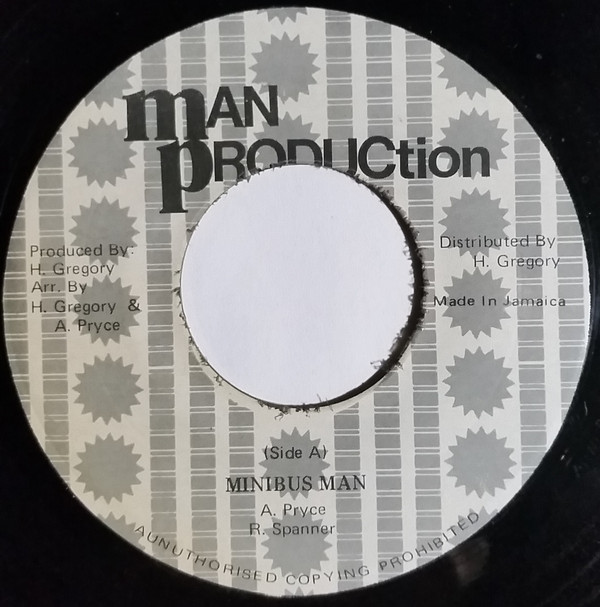 mAN
pRODUCtion
Produced By:
H. Gregory
Arr. By
H. Gregory &
A. Pryce
Distributed By
H. Gregory
Made In Jamaica
(Side A)
MINIBUS MAN
A. Pryce
R. Spanner
AUNUTHORISED COPYING PROHIBITED